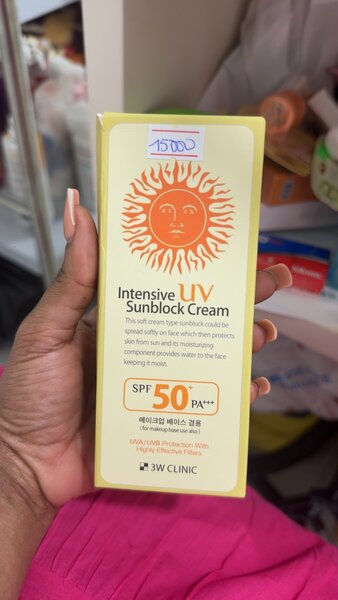 15000
Intensive UV
Sunblock Cream
This soft cream type sunblock could be
spread softly on face which then protects
skin from sun and its moisturizing
component provides water to the face
keeping it moist.
SPF 50+ PA+++
메이크업 베이스 겸용
(for makeup base use also)
UVA/UVB Protection With
Highly Effective Filters
3W CLINIC